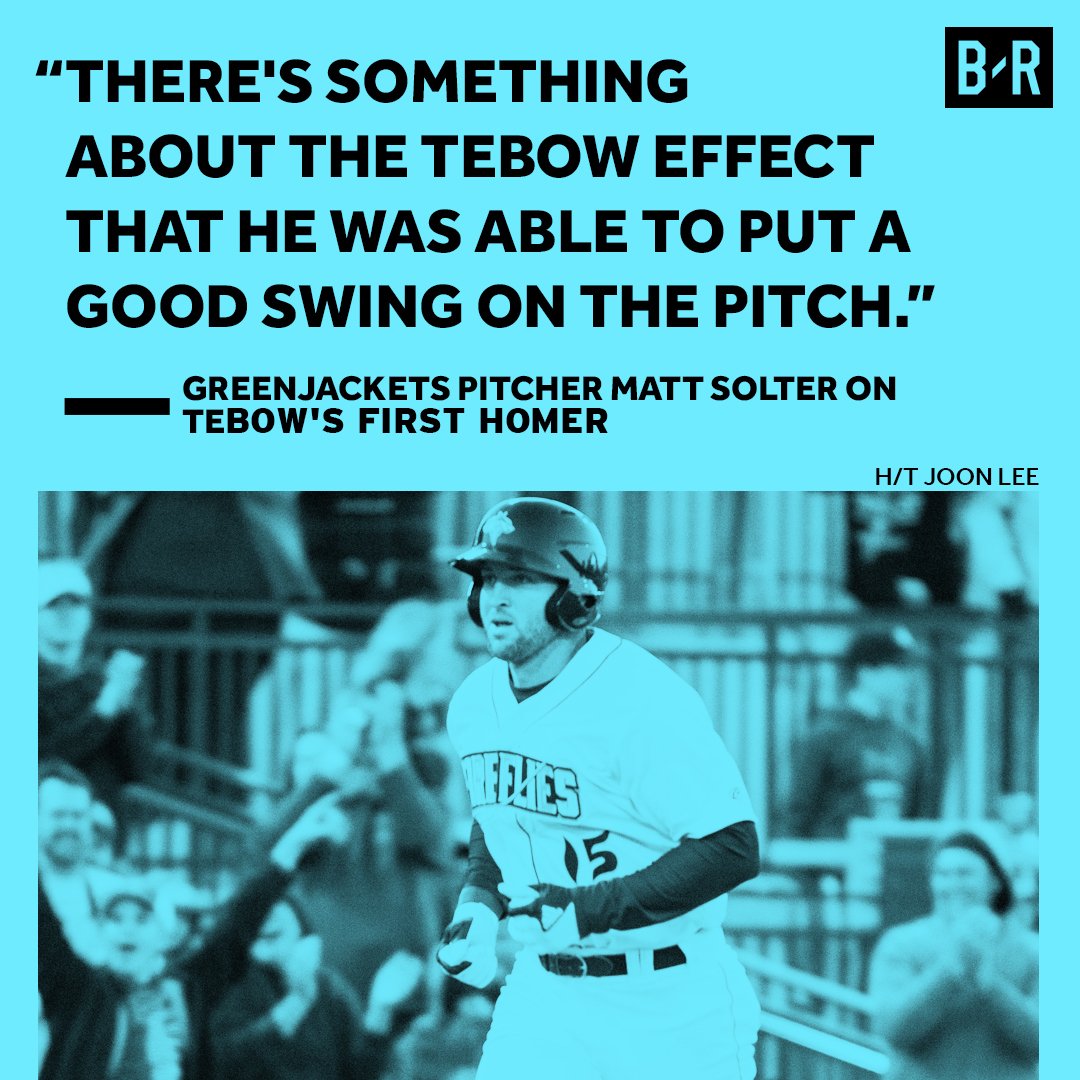 “THERE'S SOMETHING
ABOUT THE TEBOW EFFECT
THAT HE WAS ABLE TO PUT A
GOOD SWING ON THE PITCH.”
GREENJACKETS PITCHER MATT SOLTER ON
TEBOW'S FIRST HOMER
H/T JOON LEE
B/R
FIREFLIES
15